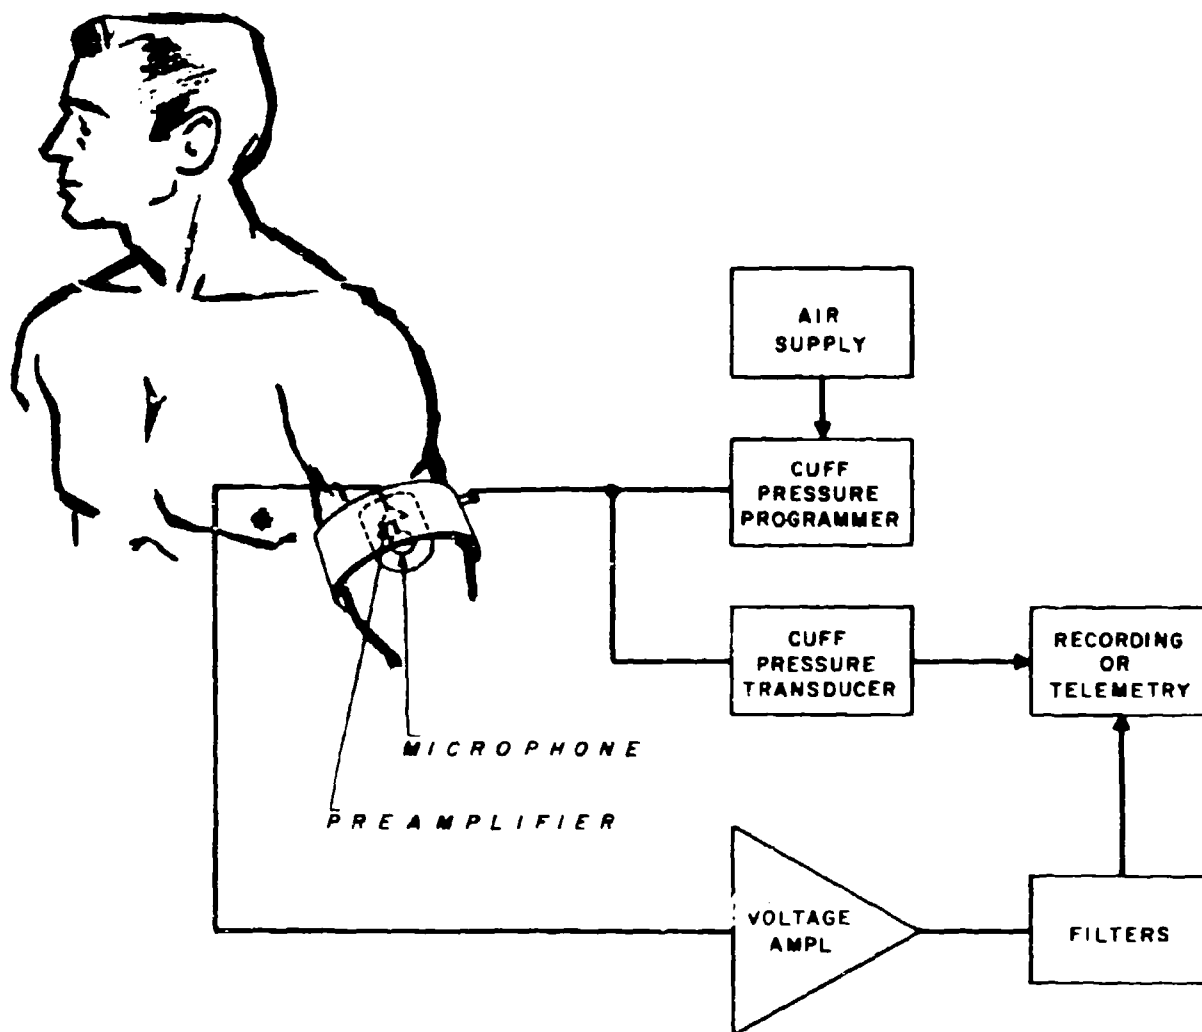 AIR
SUPPLY
CUFF
PRESSURE
PROGRAMMER
CUFF
PRESSURE
TRANSDUCER
RECORDING
OR
TELEMETRY
MICROPHONE
PREAMPLIFIER
VOLTAGE
AMPL
FILTERS